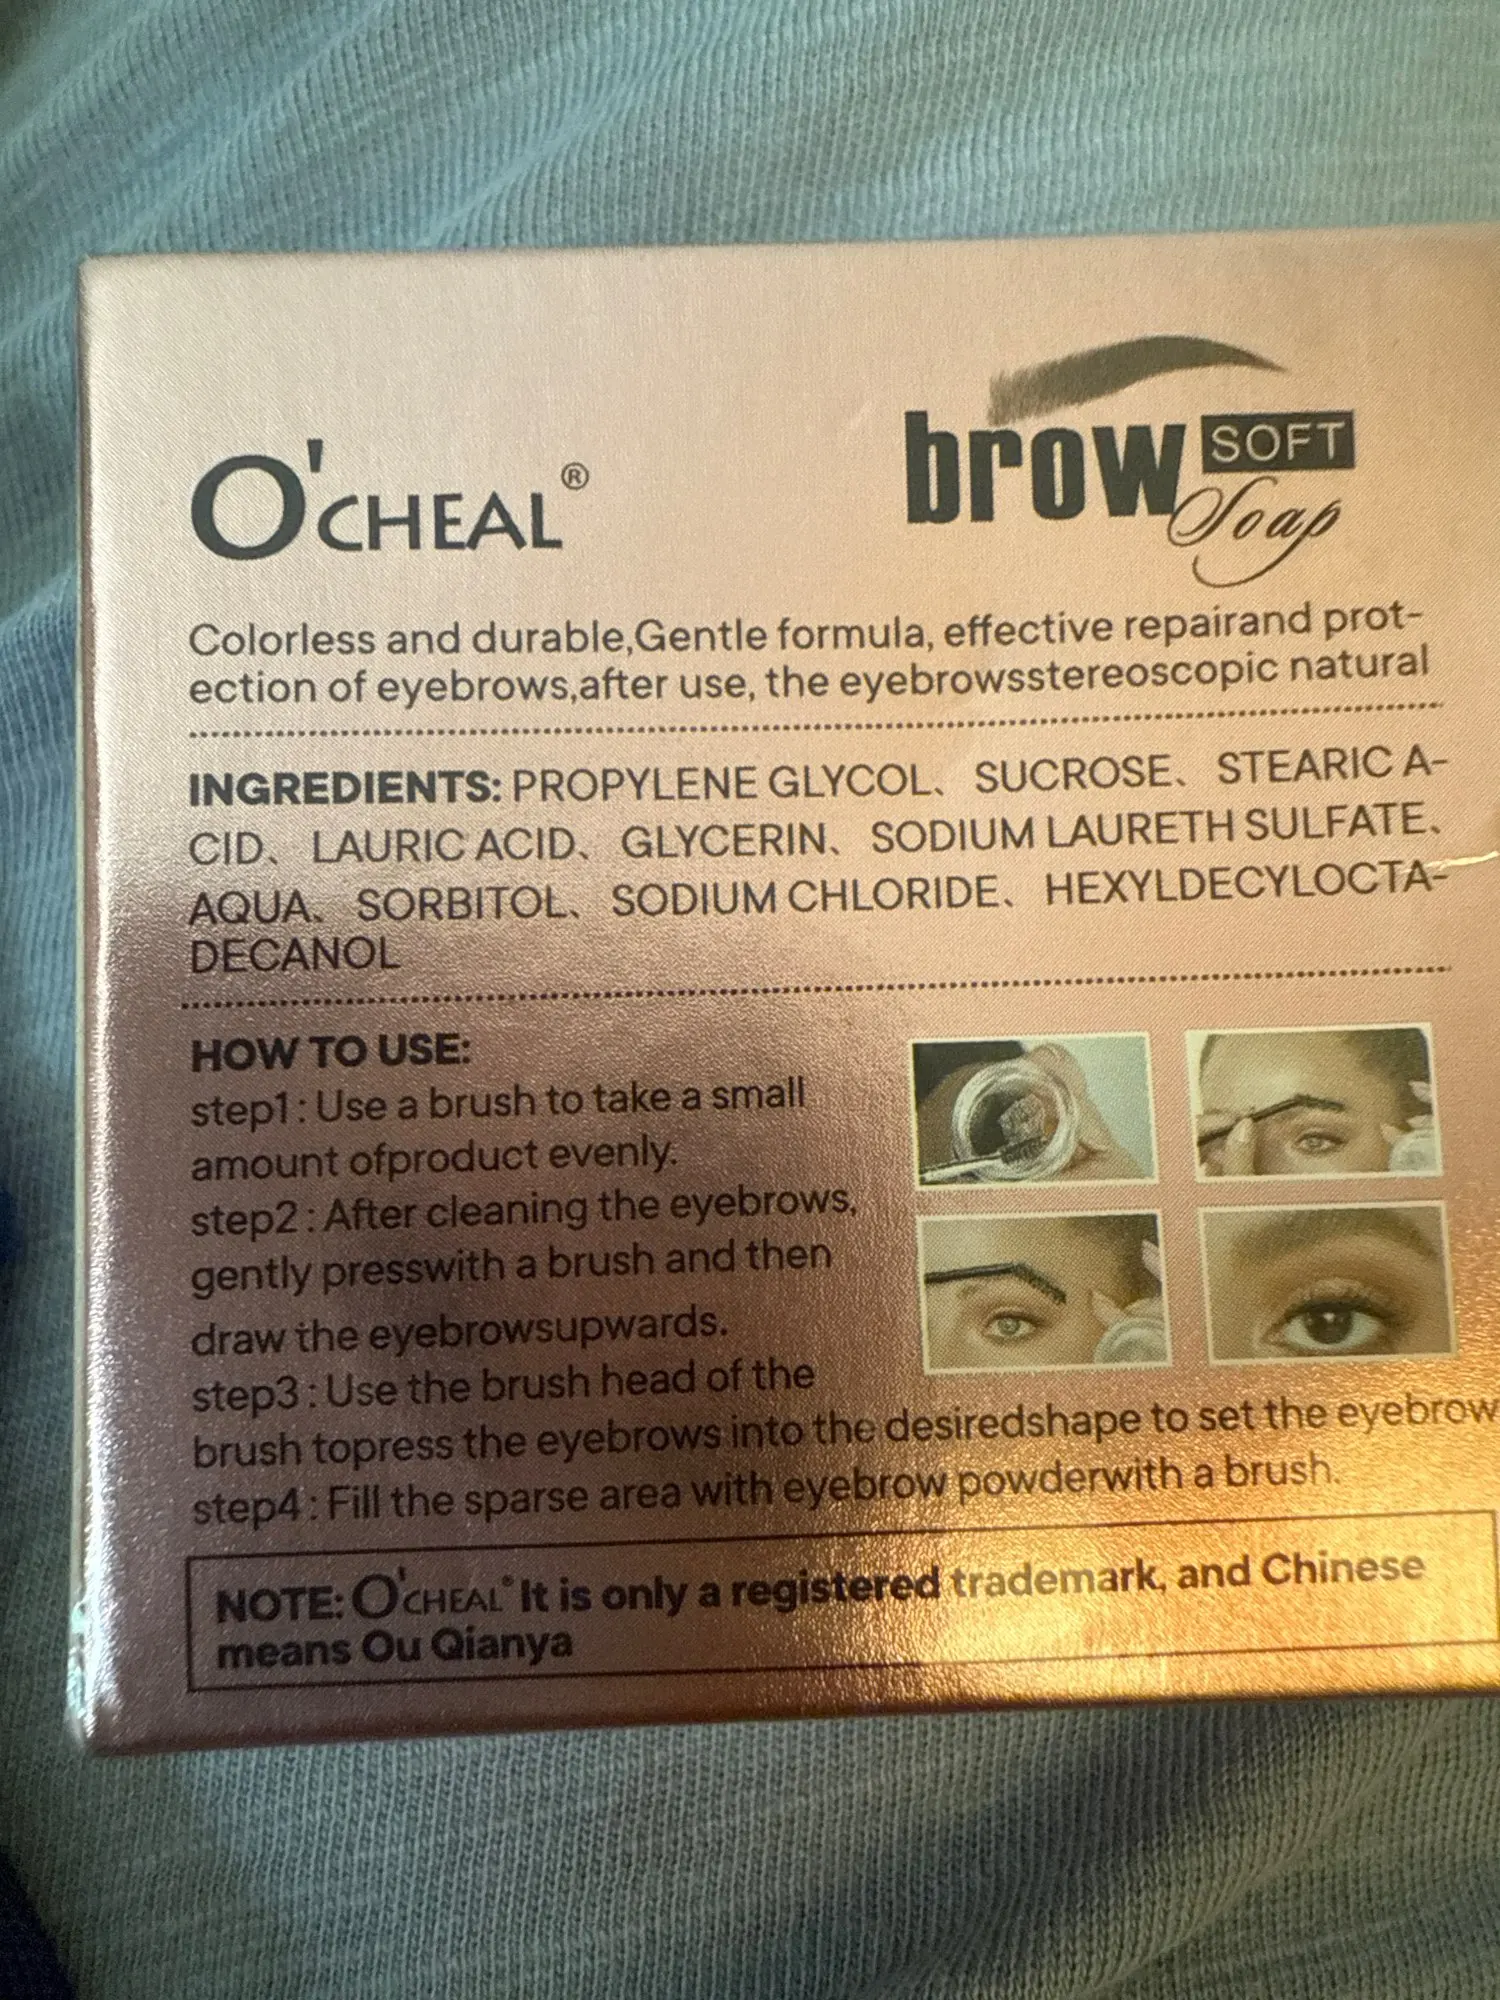 O'CHEAL®
brow SOFT
Soap
Colorless and durable,Gentle formula, effective repairand prot-
ection of eyebrows,after use, the eyebrowsstereoscopic natural
INGREDIENTS: PROPYLENE GLYCOL、 SUCROSE、 STEARIC A-
CID、 LAURIC ACID、 GLYCERIN、 SODIUM LAURETH SULFATE、
AQUA、 SORBITOL、 SODIUM CHLORIDE、 HEXYLDECYLOCTA-
DECANOL
HOW TO USE:
step1 : Use a brush to take a small
amount ofproduct evenly.
step2 : After cleaning the eyebrows,
gently presswith a brush and then
draw the eyebrowsupwards.
step3 : Use the brush head of the
brush topress the eyebrows into the desiredshape to set the eyebrow
step4 : Fill the sparse area with eyebrow powderwith a brush.
NOTE: O'CHEAL® It is only a registered trademark, and Chinese
means Ou Qianya